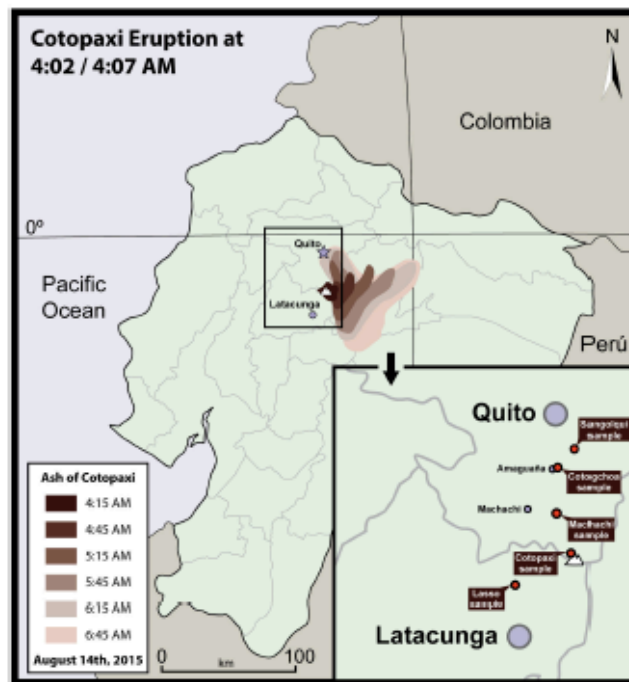 Cotopaxi Eruption at
4:02 / 4:07 AM
N
Colombia
0º
Quito
Pacific
Ocean
Latacunga
Perú
Quito
Sangolqui
sample
Amaguaña
Cotogchoa
sample
Machachi
Machachi
sample
Cotopaxi
sample
Lasso
sample
Latacunga
Ash of Cotopaxi
4:15 AM
4:45 AM
5:15 AM
5:45 AM
6:15 AM
6:45 AM
August 14th, 2015
0 100
km